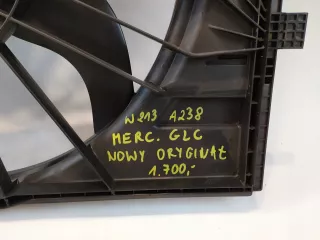 W213 A238
MERC. GLC
NOWY ORYGINAŁ
1.700,-